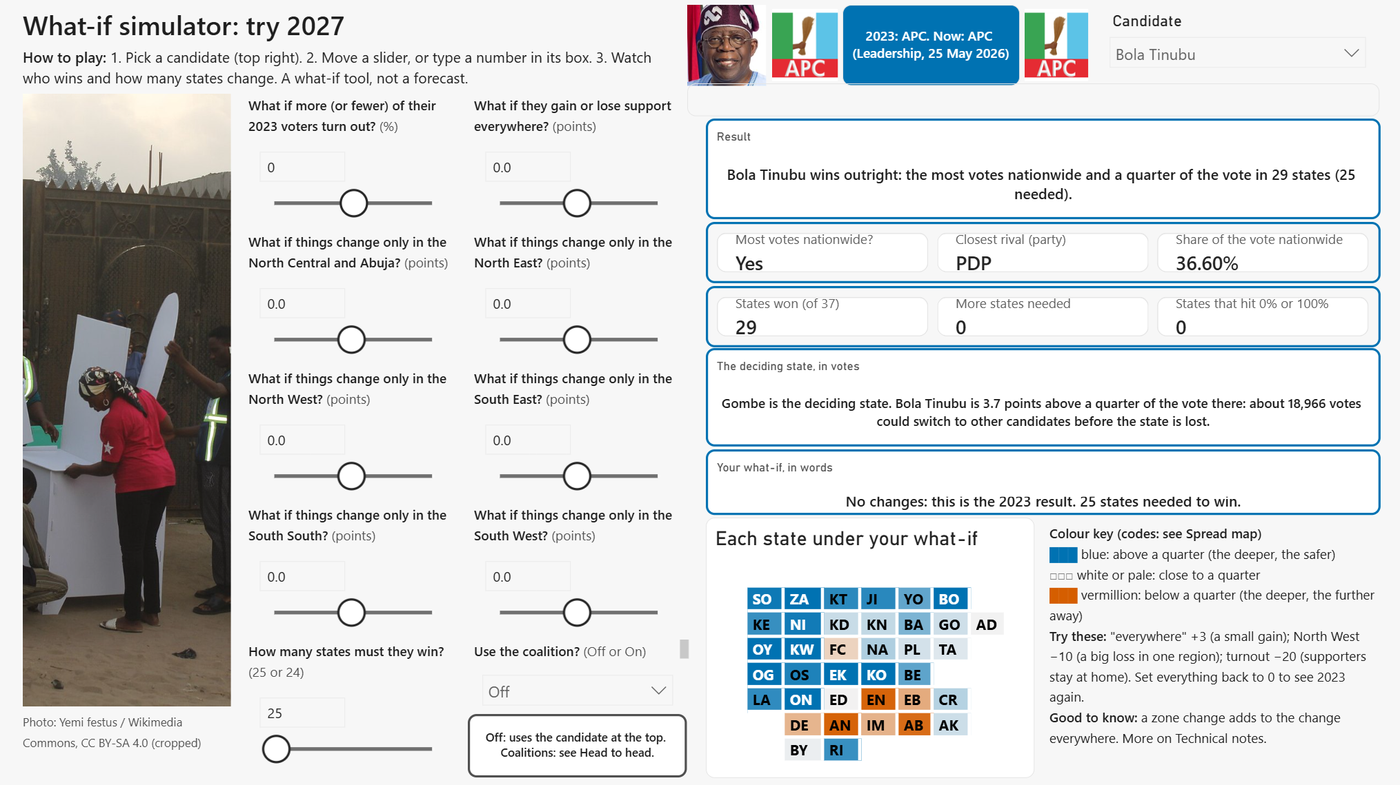 What-if simulator: try 2027
How to play: 1. Pick a candidate (top right). 2. Move a slider, or type a number in its box. 3. Watch
who wins and how many states change. A what-if tool, not a forecast.
APC
2023: APC. Now: APC
(Leadership, 25 May 2026)
APC
Candidate
Bola Tinubu
What if more (or fewer) of their
2023 voters turn out? (%)
0
What if they gain or lose support
everywhere? (points)
0.0
What if things change only in the
North Central and Abuja? (points)
0.0
What if things change only in the
North East? (points)
0.0
What if things change only in the
North West? (points)
0.0
What if things change only in the
South East? (points)
0.0
What if things change only in the
South South? (points)
0.0
What if things change only in the
South West? (points)
0.0
How many states must they win?
(25 or 24)
25
Use the coalition? (Off or On)
Off
Off: uses the candidate at the top.
Coalitions: see Head to head.
Photo: Yemi festus / Wikimedia
Commons, CC BY-SA 4.0 (cropped)
Result
Bola Tinubu wins outright: the most votes nationwide and a quarter of the vote in 29 states (25
needed).
Most votes nationwide?
Yes
Closest rival (party)
PDP
Share of the vote nationwide
36.60%
States won (of 37)
29
More states needed
0
States that hit 0% or 100%
0
The deciding state, in votes
Gombe is the deciding state. Bola Tinubu is 3.7 points above a quarter of the vote there: about 18,966 votes
could switch to other candidates before the state is lost.
Your what-if, in words
No changes: this is the 2023 result. 25 states needed to win.
Each state under your what-if
SO ZA KT JI YO BO
KE NI KD KN BA GO AD
OY KW FC NA PL TA
OG OS EK KO BE
LA ON ED EN EB CR
DE AN IM AB AK
BY RI
Colour key (codes: see Spread map)
███ blue: above a quarter (the deeper, the safer)
□□□ white or pale: close to a quarter
███ vermillion: below a quarter (the deeper, the further
away)
Try these: "everywhere" +3 (a small gain); North West
−10 (a big loss in one region); turnout −20 (supporters
stay at home). Set everything back to 0 to see 2023
again.
Good to know: a zone change adds to the change
everywhere. More on Technical notes.